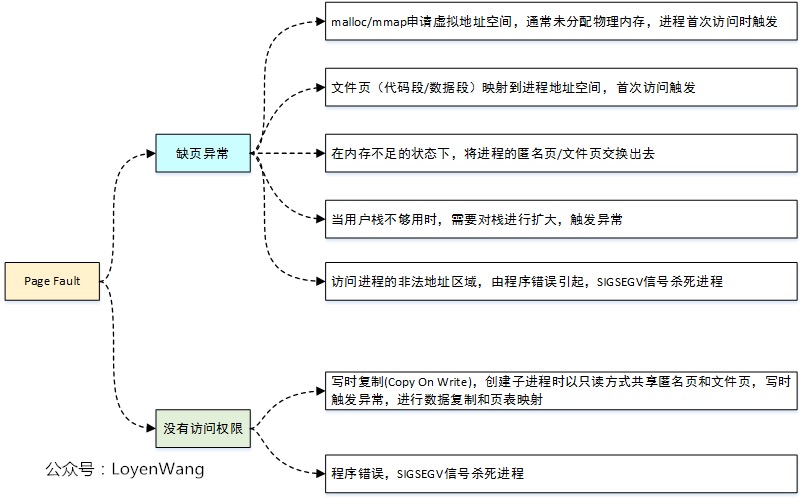 malloc/mmap申请虚拟地址空间，通常未分配物理内存，进程首次访问时触发
文件页（代码段/数据段）映射到进程地址空间，首次访问触发
缺页异常
在内存不足的状态下，将进程的匿名页/文件页交换出去
当用户栈不够用时，需要对栈进行扩大，触发异常
Page Fault
访问进程的非法地址区域，由程序错误引起，SIGSEGV信号杀死进程
写时复制(Copy On Write)，创建子进程时以只读方式共享匿名页和文件页，写时
触发异常，进行数据复制和页表映射
没有访问权限
公众号：LoyenWang
程序错误，SIGSEGV信号杀死进程